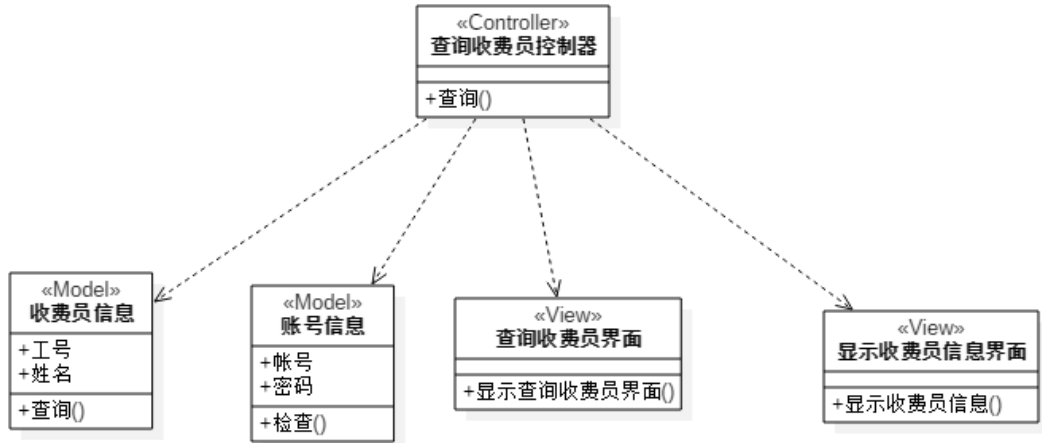 «Controller»
查询收费员控制器
+查询()
«Model»
收费员信息
+工号
+姓名
+查询()
«Model»
账号信息
+帐号
+密码
+检查()
«View»
查询收费员界面
+显示查询收费员界面()
«View»
显示收费员信息界面
+显示收费员信息()